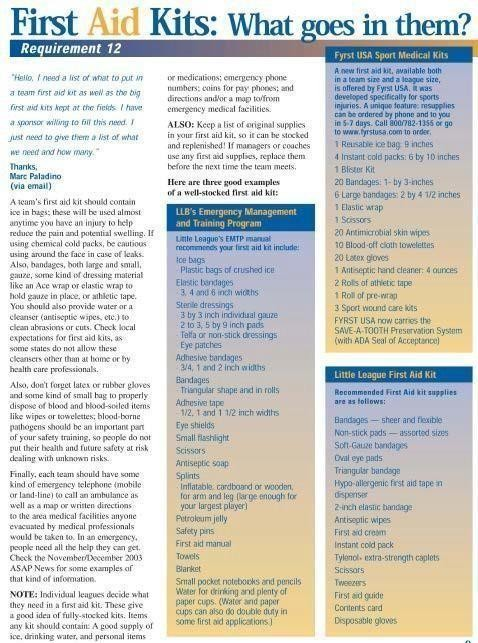 First Aid Kits: What goes in them?
Requirement 12
"Hello, I need a list of what to put in
a team first aid kit as well as the big
first aid kits kept at the fields. I have
a sponsor willing to fill this need. I
just need to give them a list of what
we need and how many."
Thanks,
Marc Paladino
(via email)
A team's first aid kit should contain
ice in bags; these will be used almost
anytime you have an injury to help
reduce the pain and potential swelling. If
using chemical cold packs, be cautious
using around the face in case of leaks.
Also, bandages, both large and small,
gauze, some kind of dressing material
like an Ace wrap or elastic wrap to
hold gauze in place, or athletic tape.
You should also provide water or a
cleanser (antiseptic wipes, etc.) to
clean abrasions or cuts. Check local
expectations for first aid kits, as
some states do not allow these
cleansers other than at home or by
health care professionals.
Also, don't forget latex or rubber gloves
and some kind of small bag to properly
dispose of blood and blood-soiled items
like wipes or towelettes; blood-borne
pathogens should be an important part
of your safety training, so people do not
put their health and future safety at risk
dealing with unknown risks.
Finally, each team should have some
kind of emergency telephone (mobile
or land-line) to call an ambulance as
well as a map or written directions
to the area medical facilities anyone
evacuated by medical professionals
would be taken to. In an emergency,
people need all the help they can get.
Check the November/December 2003
ASAP News for some examples of
that kind of information.
NOTE: Individual leagues decide what
they need in a first aid kit. These give
a good idea of fully-stocked kits. Items
any kit should contain: A good supply of
ice, drinking water, and personal items
or medications; emergency phone
numbers; coins for pay phones; and
directions and/or a map to/from
emergency medical facilities.
ALSO: Keep a list of original supplies
in your first aid kit, so it can be stocked
and replenished! If managers or coaches
use any first aid supplies, replace them
before the next time the team meets.
Here are three good examples
of a well-stocked first aid kit:
LLB's Emergency Management
and Training Program
Little League's EMTP manual
recommends your first aid kit include:
Ice bags
· Plastic bags of crushed ice
Elastic bandages
· 3, 4 and 6 inch widths
Sterile dressings
· 3 by 3 inch individual gauze
· 2 to 3, 5 by 9 inch pads
· Telfa or non-stick dressings
· Eye patches
Adhesive bandages
· 3/4, 1 and 2 inch widths
Bandages
· Triangular shape and in rolls
Adhesive tape
· 1/2, 1 and 1 1/2 inch widths
Eye shields
Small flashlight
Scissors
Antiseptic soap
Splints
· Inflatable, cardboard or wooden,
for arm and leg (large enough for
your largest player)
Petroleum jelly
Safety pins
First aid manual
Towels
Blanket
Small pocket notebooks and pencils
Water for drinking and plenty of
paper cups. (Water and paper
cups can also do double duty in
some first aid applications.)
Fyrst USA Sport Medical Kits
A new first aid kit, available both
in a team size and a league size,
is offered by Fyrst USA. It was
developed specifically for sports
injuries. A unique feature: resupplies
can be ordered by phone and to you
in 5-7 days. Call 800/782-1355 or go
to www.fyrstusa.com to order.
1 Reusable ice bag: 9 inches
4 Instant cold packs: 6 by 10 inches
1 Blister Kit
20 Bandages: 1- by 3-inches
6 Large bandages: 2 by 4 1/2 inches
1 Elastic wrap
1 Scissors
20 Antimicrobial skin wipes
10 Blood-off cloth towelettes
20 Latex gloves
1 Antiseptic hand cleaner: 4 ounces
2 Rolls of athletic tape
1 Roll of pre-wrap
3 Sport wound care kits
FYRST USA now carries the
SAVE-A-TOOTH Preservation System
(with ADA Seal of Acceptance)
Little League First Aid Kit
Recommended First Aid kit supplies
are as follows:
Bandages — sheer and flexible
Non-stick pads — assorted sizes
Soft-Gauze bandages
Oval eye pads
Triangular bandage
Hypo-allergenic first aid tape in
dispenser
2-inch elastic bandage
Antiseptic wipes
First aid cream
Instant cold pack
Tylenol® extra-strength caplets
Scissors
Tweezers
First aid guide
Contents card
Disposable gloves